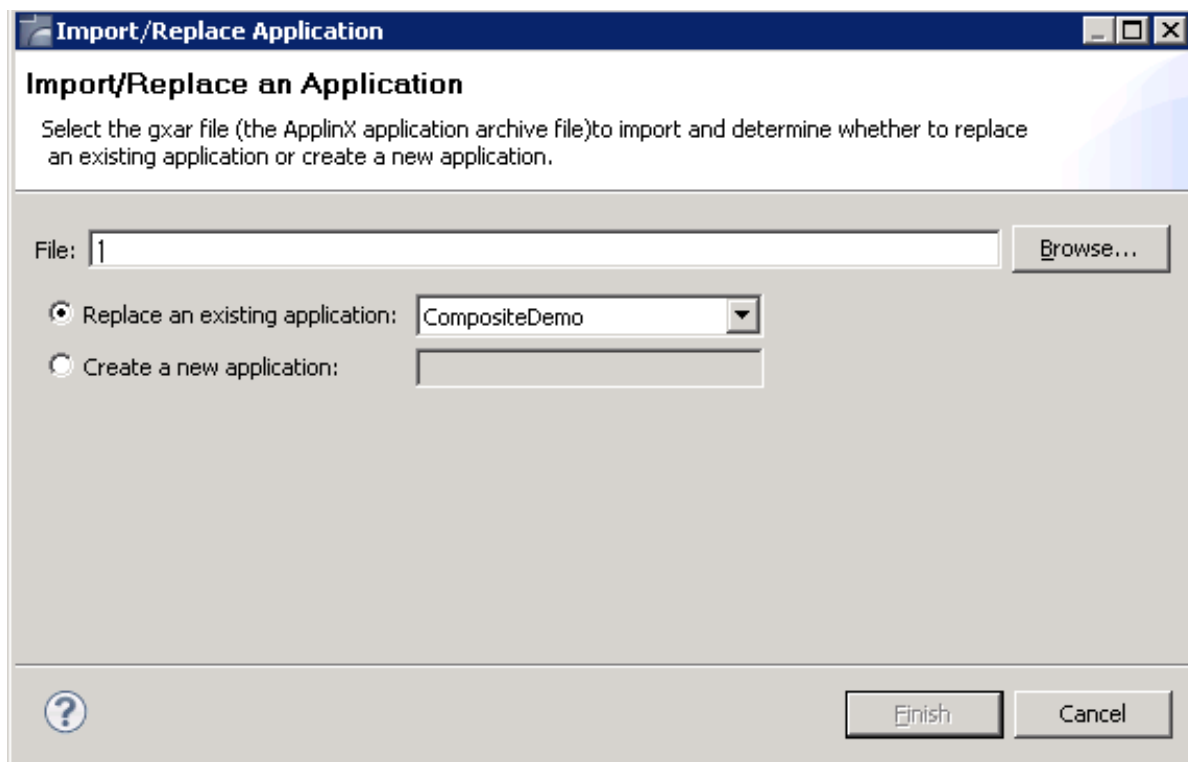 Import/Replace Application
Import/Replace an Application
Select the gxar file (the ApplinX application archive file)to import and determine whether to replace
an existing application or create a new application.
File:
Browse...
Replace an existing application: CompositeDemo
Create a new application:
?
Finish
Cancel